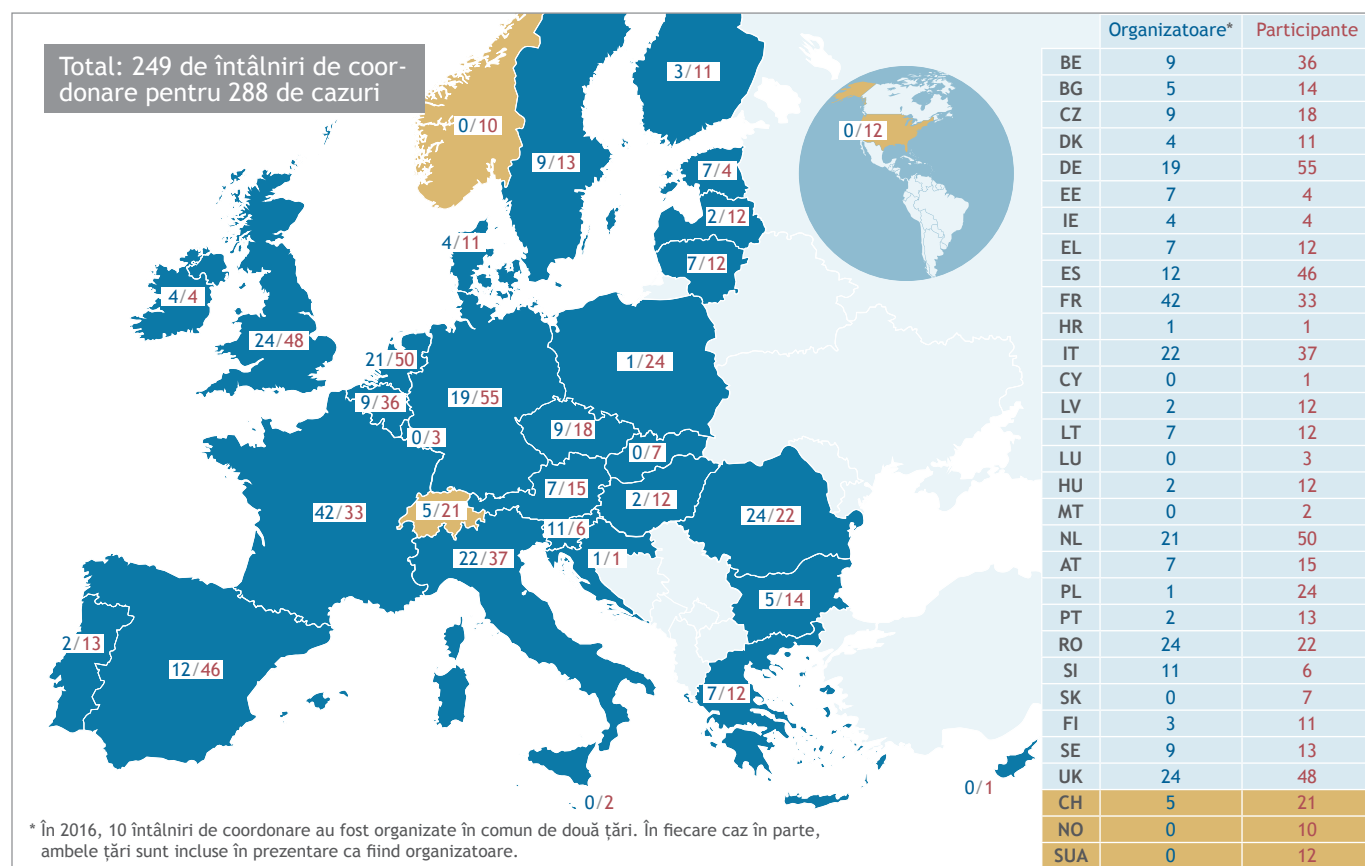 Total: 249 de întâlniri de coor-
donare pentru 288 de cazuri
3/11
0/10
0/12
9/13
7/4
2/12
4/11
7/12
4/4
24/48
21/50
1/24
9/36
19/55
9/18
0/3
0/7
7/15
2/12
42/33
5/21
24/22
11/6
22/37
1/1
5/14
2/13
12/46
7/12
0/1
0/2
* În 2016, 10 întâlniri de coordonare au fost organizate în comun de două țări. În fiecare caz în parte,
ambele țări sunt incluse în prezentare ca fiind organizatoare.
Organizatoare* Participante
BE 9 36
BG 5 14
CZ 9 18
DK 4 11
DE 19 55
EE 7 4
IE 4 4
EL 7 12
ES 12 46
FR 42 33
HR 1 1
IT 22 37
CY 0 1
LV 2 12
LT 7 12
LU 0 3
HU 2 12
MT 0 2
NL 21 50
AT 7 15
PL 1 24
PT 2 13
RO 24 22
SI 11 6
SK 0 7
FI 3 11
SE 9 13
UK 24 48
CH 5 21
NO 0 10
SUA 0 12